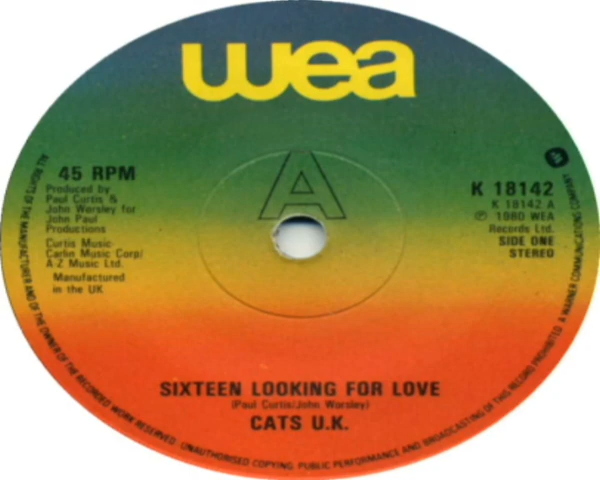 wea
A
45 RPM
Produced by
Paul Curtis &
John Worsley for
John Paul
Productions
Curtis Music
Carlin Music Corp/
A Z Music Ltd.
Manufactured
in the UK
K 18142
K 18142 A
℗ 1980 WEA
Records Ltd.
SIDE ONE
STEREO
SIXTEEN LOOKING FOR LOVE
(Paul Curtis/John Worsley)
CATS U.K.
ALL RIGHTS OF THE MANUFACTURER AND OF THE OWNER OF THE RECORDED WORK RESERVED. UNAUTHORISED COPYING, PUBLIC PERFORMANCE AND BROADCASTING OF THIS RECORD PROHIBITED A WARNER COMMUNICATIONS COMPANY